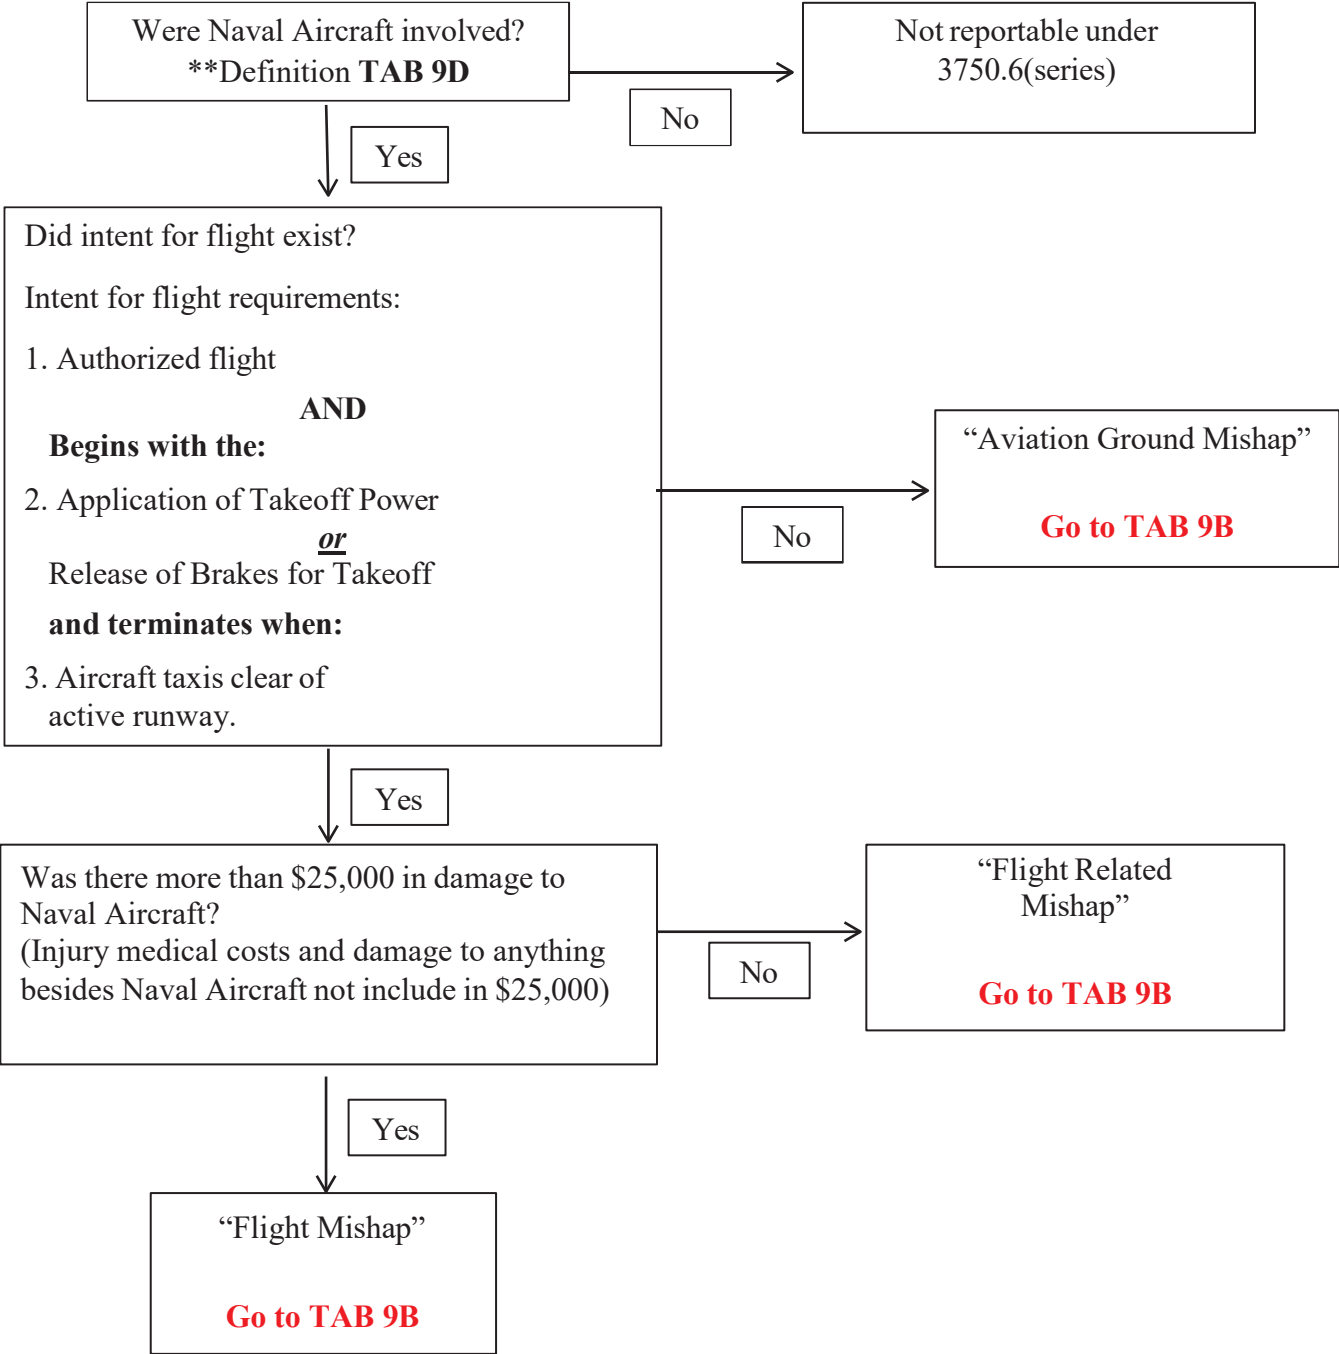 Were Naval Aircraft involved?
**Definition TAB 9D
Not reportable under
3750.6(series)
No
Yes
Did intent for flight exist?
Intent for flight requirements:
1. Authorized flight
AND
Begins with the:
2. Application of Takeoff Power
or
Release of Brakes for Takeoff
and terminates when:
3. Aircraft taxis clear of
active runway.
No
“Aviation Ground Mishap”
Go to TAB 9B
Yes
Was there more than $25,000 in damage to
Naval Aircraft?
(Injury medical costs and damage to anything
besides Naval Aircraft not include in $25,000)
No
“Flight Related
Mishap”
Go to TAB 9B
Yes
“Flight Mishap”
Go to TAB 9B